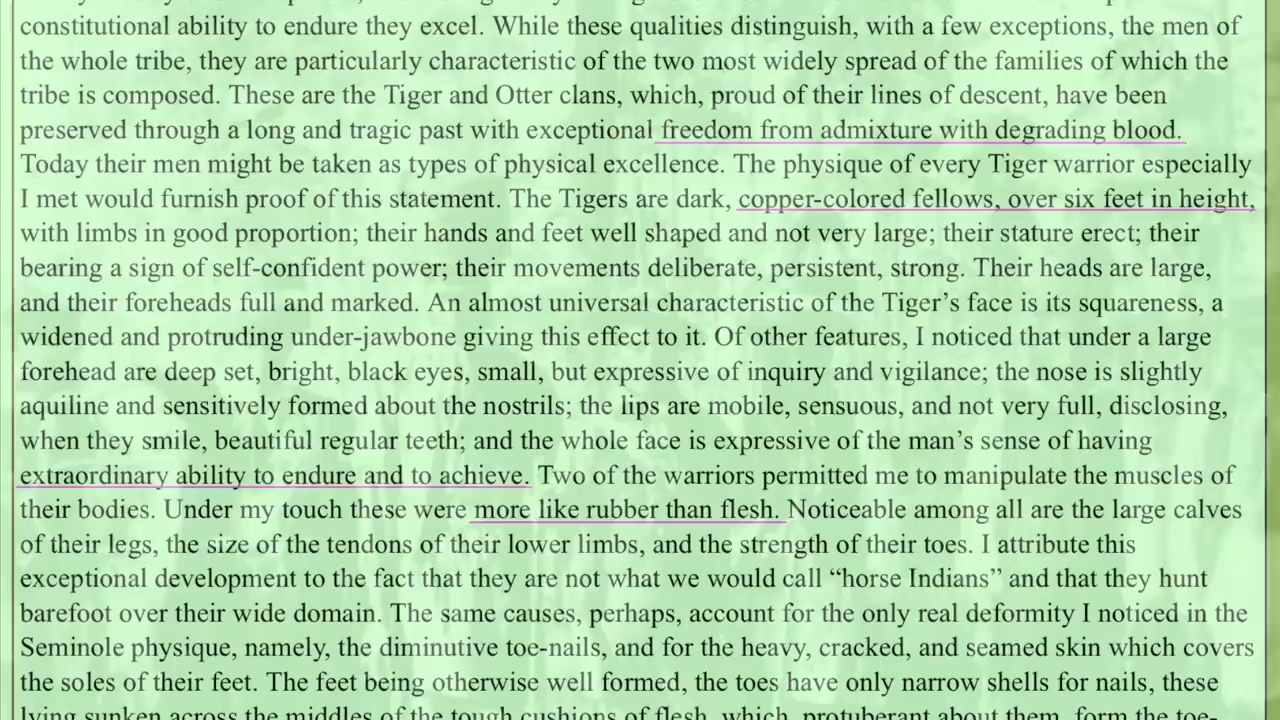 constitutional ability to endure they excel. While these qualities distinguish, with a few exceptions, the men of
the whole tribe, they are particularly characteristic of the two most widely spread of the families of which the
tribe is composed. These are the Tiger and Otter clans, which, proud of their lines of descent, have been
preserved through a long and tragic past with exceptional freedom from admixture with degrading blood.
Today their men might be taken as types of physical excellence. The physique of every Tiger warrior especially
I met would furnish proof of this statement. The Tigers are dark, copper-colored fellows, over six feet in height,
with limbs in good proportion; their hands and feet well shaped and not very large; their stature erect; their
bearing a sign of self-confident power; their movements deliberate, persistent, strong. Their heads are large,
and their foreheads full and marked. An almost universal characteristic of the Tiger’s face is its squareness, a
widened and protruding under-jawbone giving this effect to it. Of other features, I noticed that under a large
forehead are deep set, bright, black eyes, small, but expressive of inquiry and vigilance; the nose is slightly
aquiline and sensitively formed about the nostrils; the lips are mobile, sensuous, and not very full, disclosing,
when they smile, beautiful regular teeth; and the whole face is expressive of the man’s sense of having
extraordinary ability to endure and to achieve. Two of the warriors permitted me to manipulate the muscles of
their bodies. Under my touch these were more like rubber than flesh. Noticeable among all are the large calves
of their legs, the size of the tendons of their lower limbs, and the strength of their toes. I attribute this
exceptional development to the fact that they are not what we would call “horse Indians” and that they hunt
barefoot over their wide domain. The same causes, perhaps, account for the only real deformity I noticed in the
Seminole physique, namely, the diminutive toe-nails, and for the heavy, cracked, and seamed skin which covers
the soles of their feet. The feet being otherwise well formed, the toes have only narrow shells for nails, these
lying sunken across the middles of the tough cushions of flesh, which, protuberant about them, form the toe-